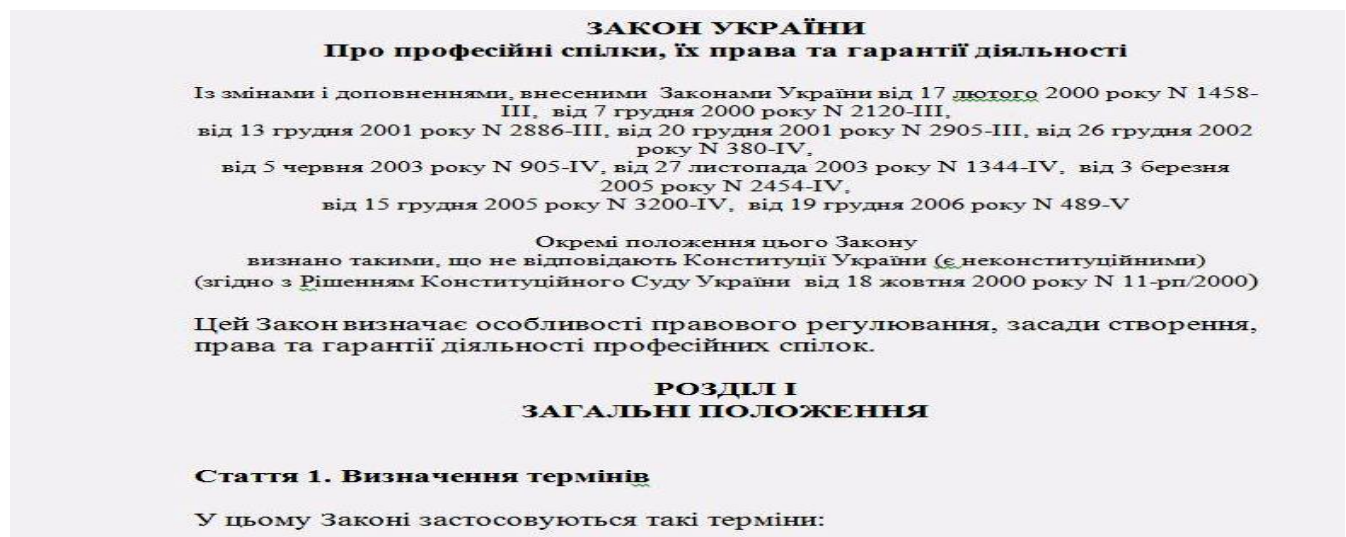 ЗАКОН УКРАЇНИ
Про професійні спілки, їх права та гарантії діяльності
Із змінами і доповненнями, внесеними Законами України від 17 лютого 2000 року N 1458-
III, від 7 грудня 2000 року N 2120-III,
від 13 грудня 2001 року N 2886-III, від 20 грудня 2001 року N 2905-III, від 26 грудня 2002
року N 380-IV,
від 5 червня 2003 року N 905-IV, від 27 листопада 2003 року N 1344-IV, від 3 березня
2005 року N 2454-IV,
від 15 грудня 2005 року N 3200-IV, від 19 грудня 2006 року N 489-V
Окремі положення цього Закону
визнано такими, що не відповідають Конституції України (є неконституційними)
(згідно з Рішенням Конституційного Суду України від 18 жовтня 2000 року N 11-рп/2000)
Цей Закон визначає особливості правового регулювання, засади створення,
права та гарантії діяльності професійних спілок.
РОЗДІЛ I
ЗАГАЛЬНІ ПОЛОЖЕННЯ
Стаття 1. Визначення термінів
У цьому Законі застосовуються такі терміни: